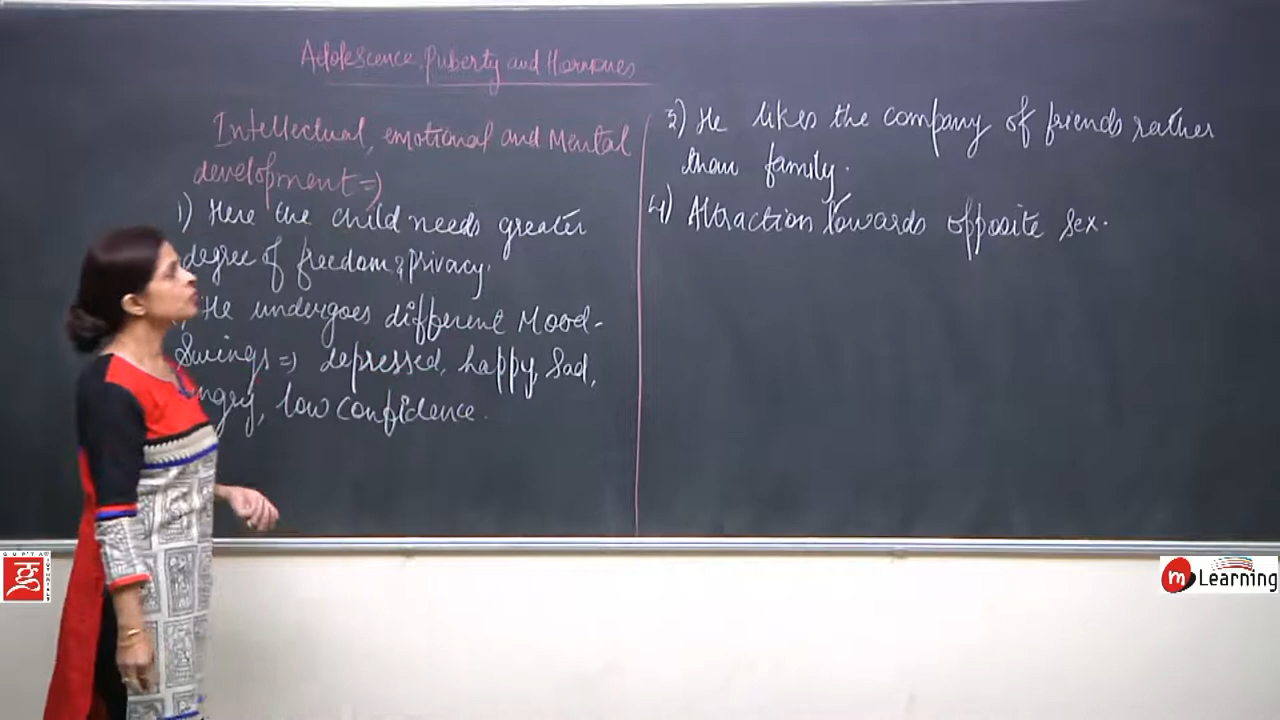 Adolescence, Puberty and Hormones
Intellectual, emotional and Mental
development =>
1) Here the child needs greater
degree of freedom & privacy.
He undergoes different Mood-
Swings => depressed, happy, Sad,
angry, low confidence.
3) He likes the company of friends rather
than family.
4) Attraction towards opposite sex.
GUPTA
m Learning